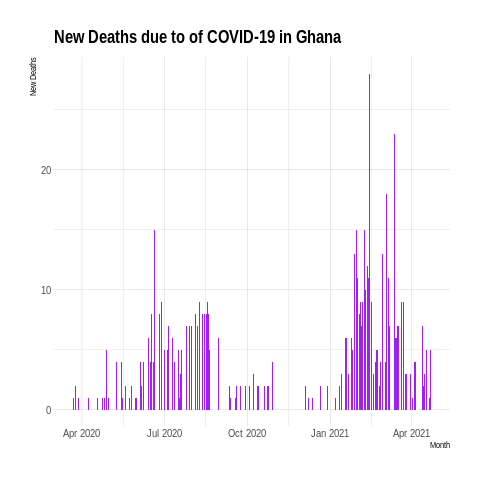 New Deaths due to of COVID-19 in Ghana
New Deaths
20
10
0
Apr 2020 Jul 2020 Oct 2020 Jan 2021 Apr 2021
Month